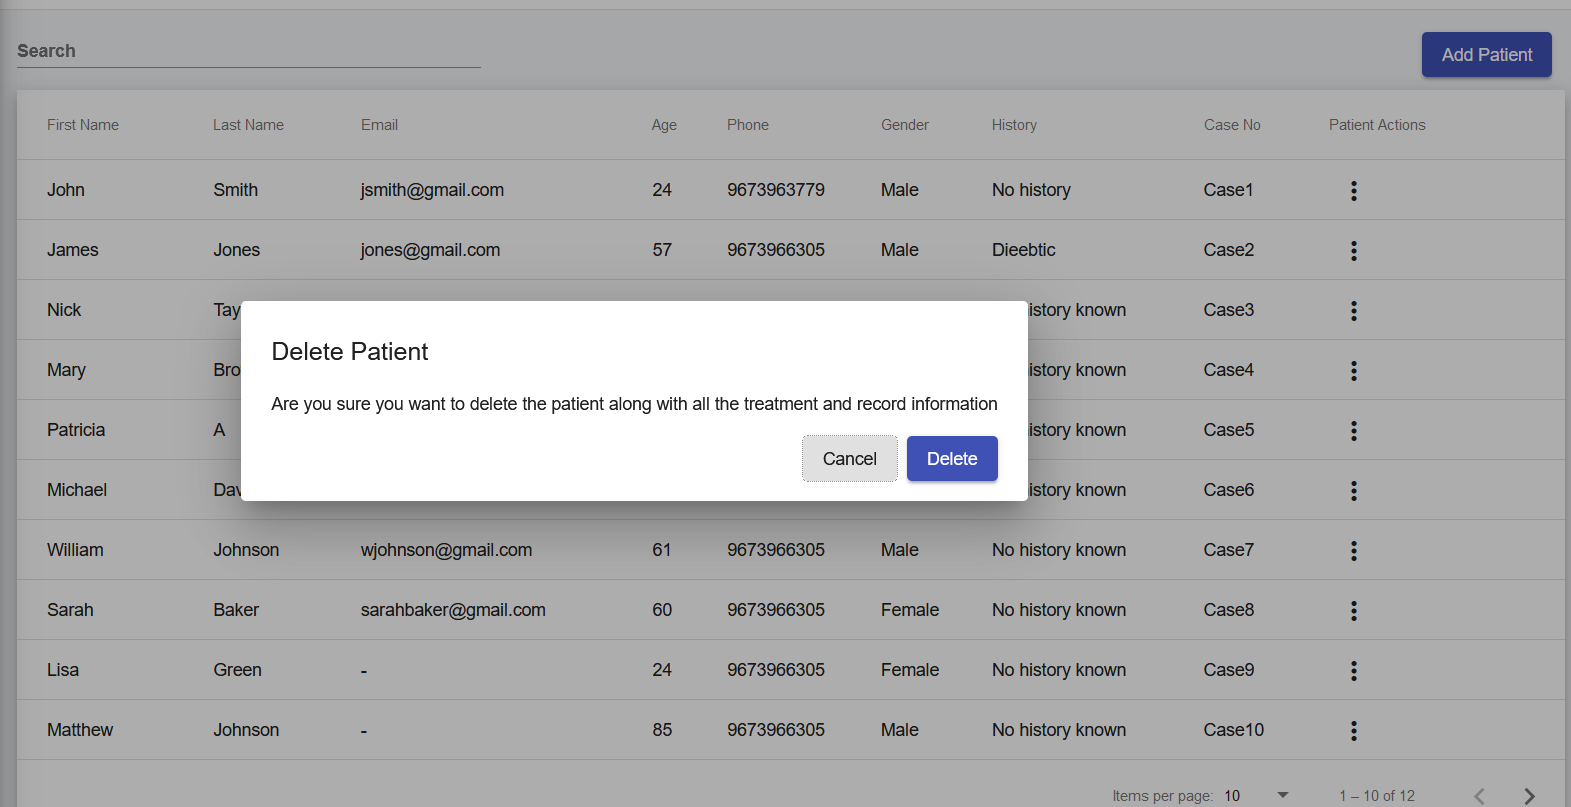 Search
Add Patient
First Name Last Name Email Age Phone Gender History Case No Patient Actions
John Smith jsmith@gmail.com 24 9673963779 Male No history Case1
James Jones jones@gmail.com 57 9673966305 Male Dieebtic Case2
Nick Tay istory known Case3
Mary Bro istory known Case4
Patricia A istory known Case5
Michael Dav istory known Case6
Delete Patient
Are you sure you want to delete the patient along with all the treatment and record information
Cancel Delete
William Johnson wjohnson@gmail.com 61 9673966305 Male No history known Case7
Sarah Baker sarahbaker@gmail.com 60 9673966305 Female No history known Case8
Lisa Green - 24 9673966305 Female No history known Case9
Matthew Johnson - 85 9673966305 Male No history known Case10
Items per page: 10 1 – 10 of 12